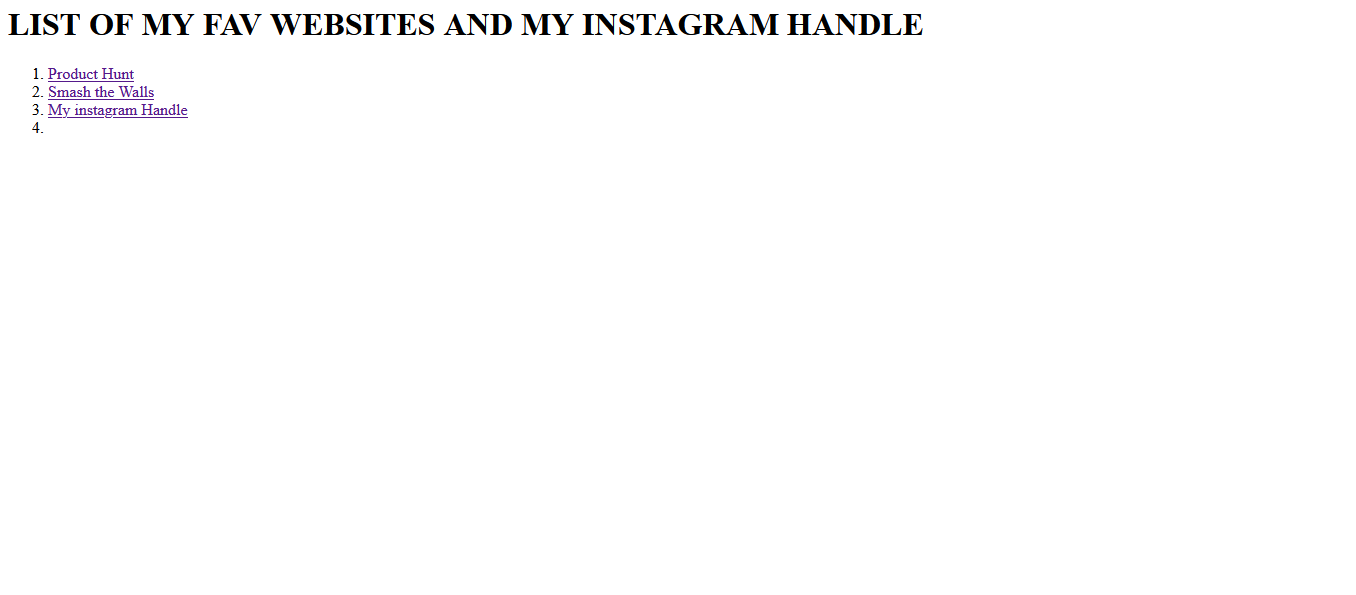 LIST OF MY FAV WEBSITES AND MY INSTAGRAM HANDLE
1. Product Hunt
2. Smash the Walls
3. My instagram Handle
4.